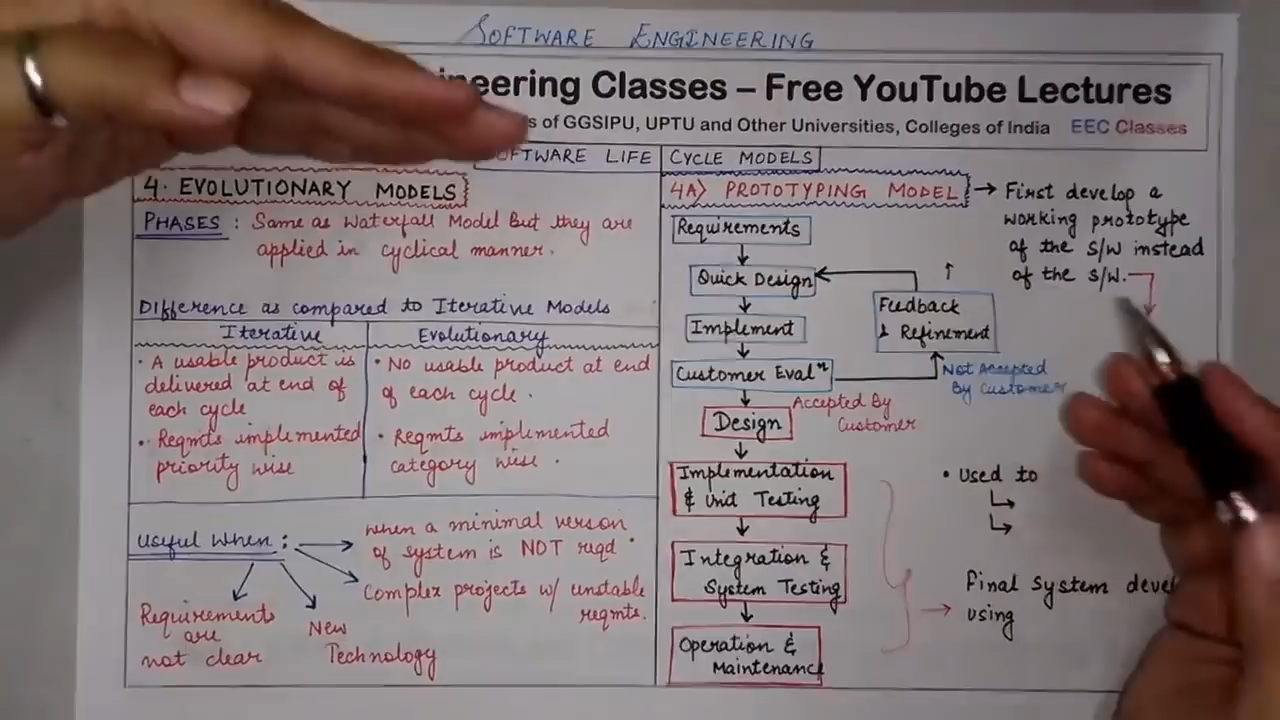 SOFTWARE ENGINEERING
Classes – Free YouTube Lectures
of GGSIPU, UPTU and Other Universities, Colleges of India EEC Classes
SOFTWARE LIFE CYCLE MODELS
4. EVOLUTIONARY MODELS
PHASES : Same as Waterfall Model But they are
applied in cyclical manner.
Difference as compared to Iterative Models
Iterative
• A usable product is
delivered at end of
each cycle
• Reqmts implemented
priority wise
Evolutionary
• No usable product at end
of each cycle.
• Reqmts implemented
category wise.
Useful When :
when a minimal verson
of system is NOT reqd
Complex projects w/ unstable
reqmts.
New
Technology
Requirements
are
not clear
4A> PROTOTYPING MODEL → First develop a
working prototype
of the S/W instead
of the S/W.
Requirements
Quick Design
Implement
Customer Evalⁿ
Feedback
& Refinement
Not Accepted
By Customer
Accepted By
Customer
Design
Implementation
& Unit Testing
Integration &
System Testing
Operation &
Maintenance
• Used to
Final System
using